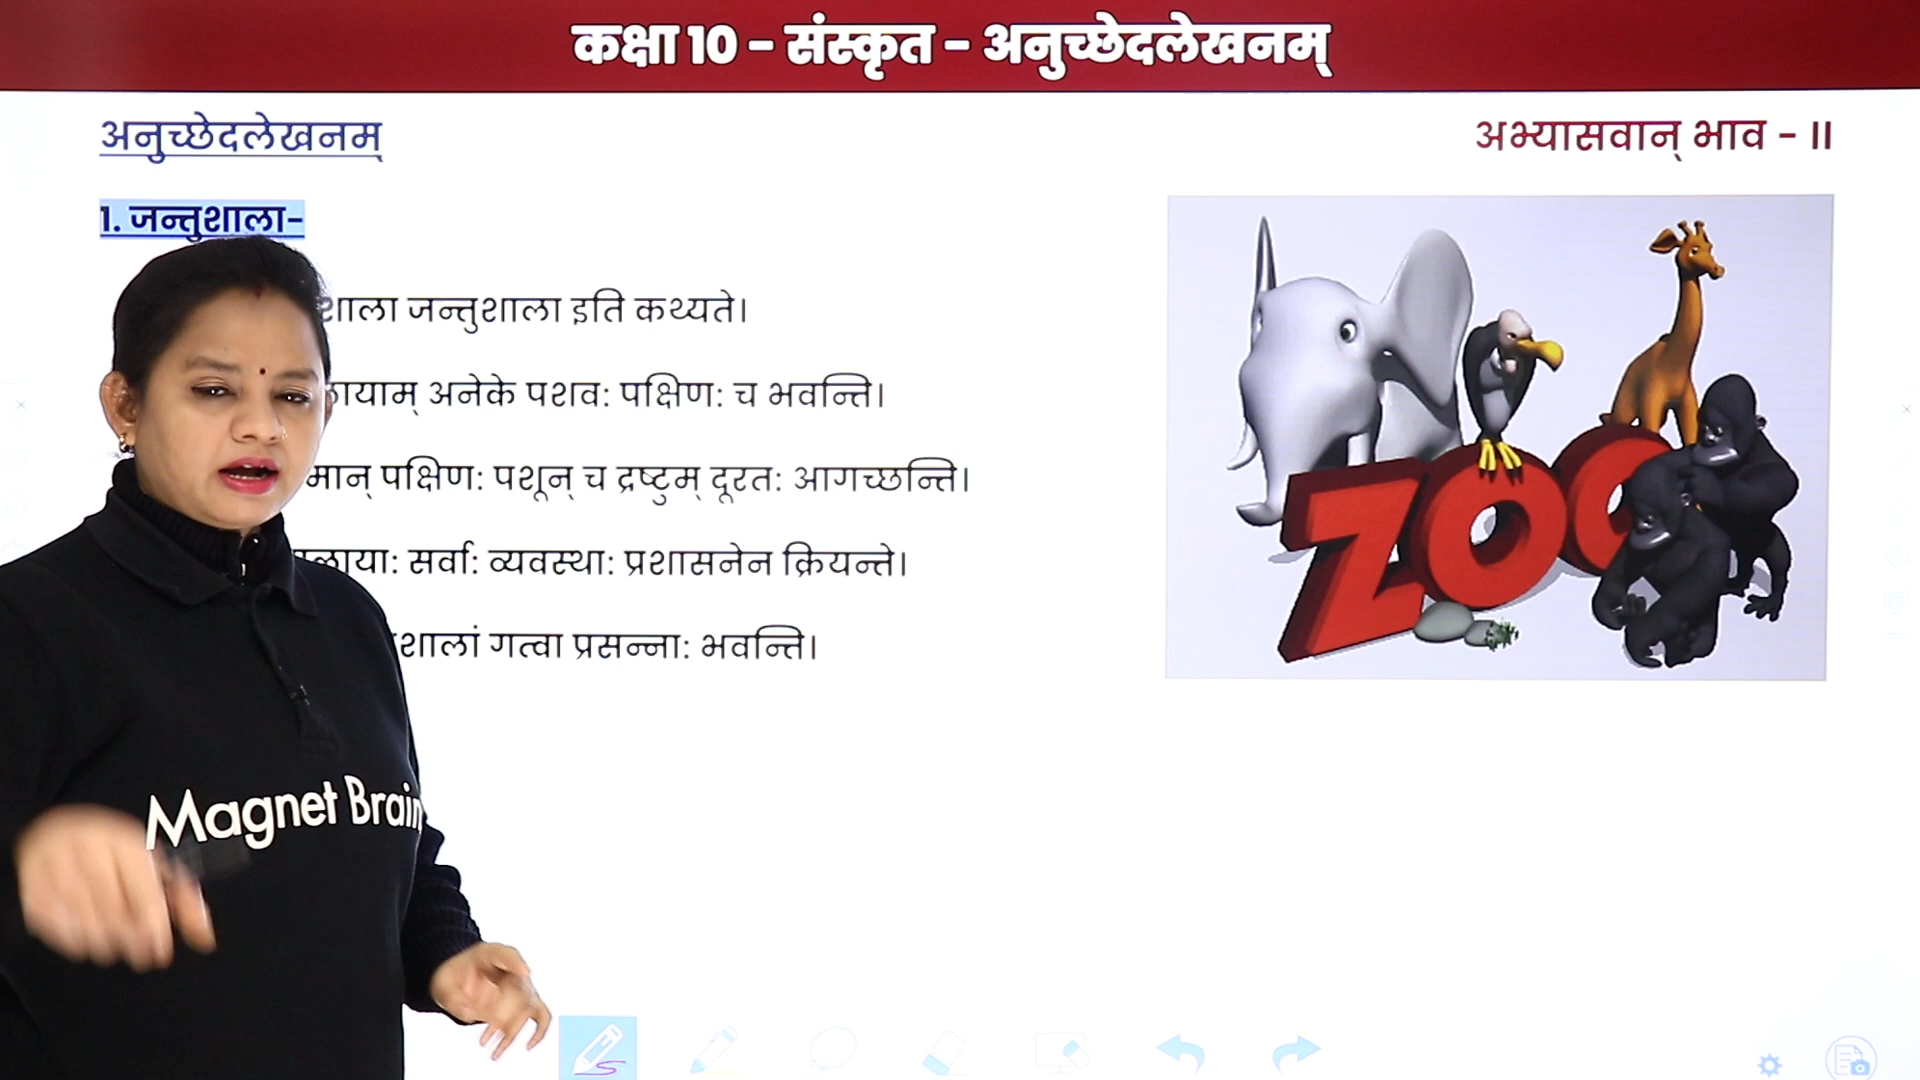 कक्षा 10 - संस्कृत - अनुच्छेदलेखनम्
अनुच्छेदलेखनम्
अभ्यासवान् भाव - II
1. जन्तुशाला-
शाला जन्तुशाला इति कथ्यते।
अनेके पशवः पक्षिणः च भवन्ति।
पक्षिणः पशून् च द्रष्टुम् दूरतः आगच्छन्ति।
सर्वाः व्यवस्थाः प्रशासनेन क्रियन्ते।
शालां गत्वा प्रसन्नाः भवन्ति।
ZOO
Magnet Brain